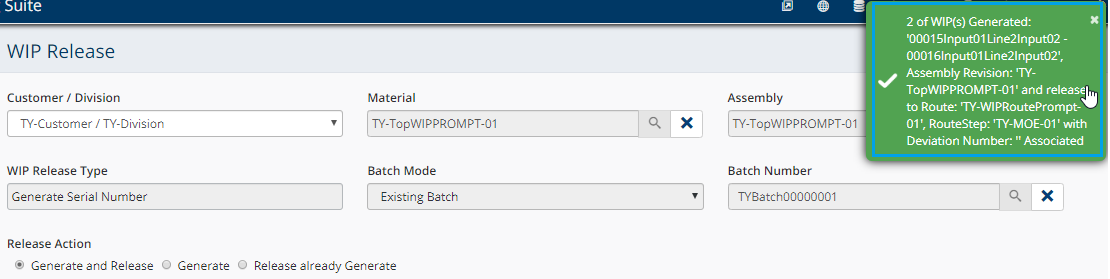 Suite
2 of WIP(s) Generated:
'00015Input01Line2Input02 -
00016Input01Line2Input02',
Assembly Revision: 'TY-
TopWIPPROMPT-01' and release
to Route: 'TY-WIPRoutePrompt-
01', RouteStep: 'TY-MOE-01' with
Deviation Number: '' Associated
WIP Release
Customer / Division
TY-Customer / TY-Division
Material
TY-TopWIPPROMPT-01
Assembly
TY-TopWIPPROMPT-01
WIP Release Type
Generate Serial Number
Batch Mode
Existing Batch
Batch Number
TYBatch00000001
Release Action
Generate and Release Generate Release already Generate